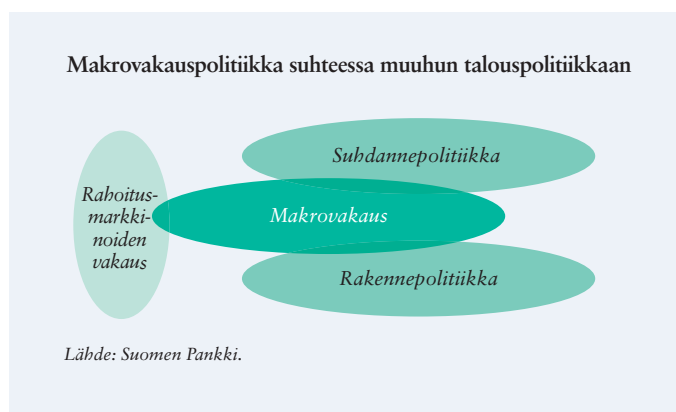 Makrovakauspolitiikka suhteessa muuhun talouspolitiikkaan
Suhdannepolitiikka
Rahoitus-
markki-
noiden
vakaus
Makrovakaus
Rakennepolitiikka
Lähde: Suomen Pankki.